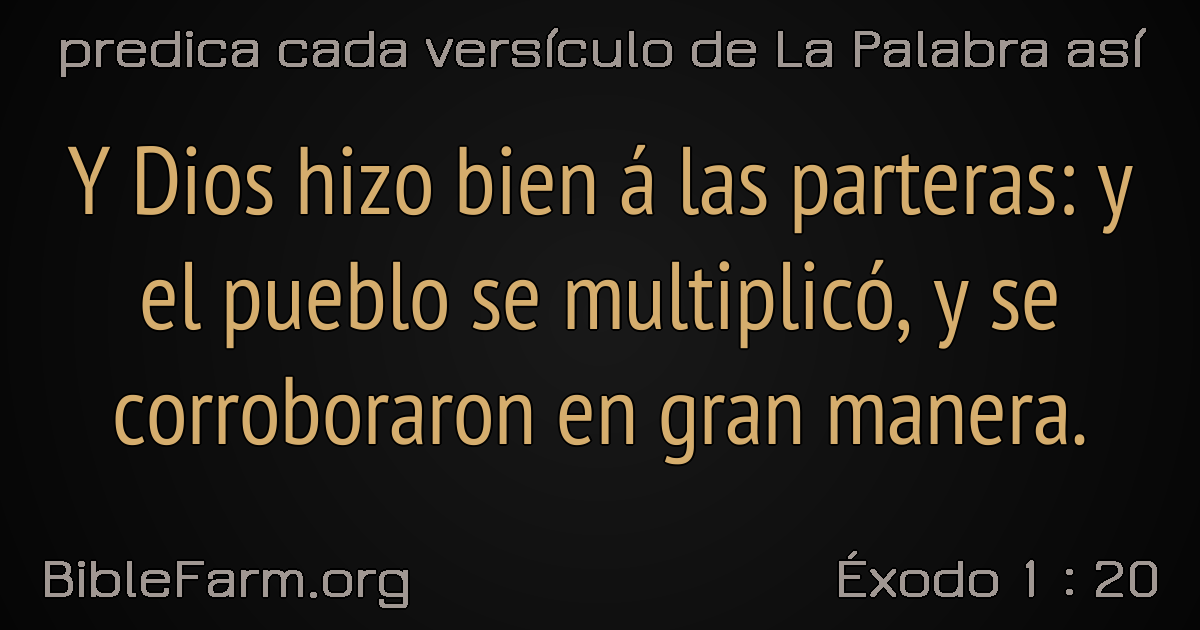 predica cada versículo de La Palabra así
Y Dios hizo bien á las parteras: y
el pueblo se multiplicó, y se
corroboraron en gran manera.
BibleFarm.org
Éxodo 1 : 20